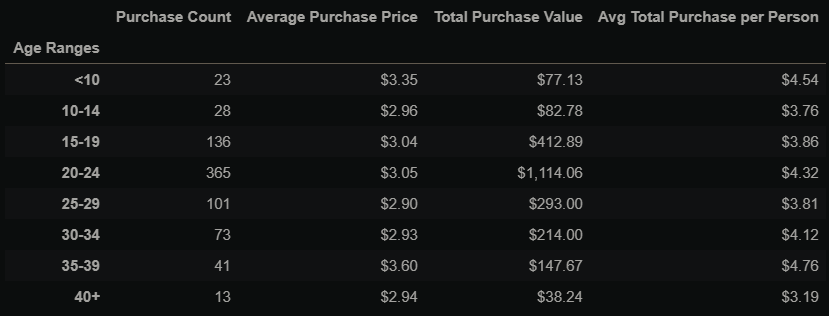 Purchase Count Average Purchase Price Total Purchase Value Avg Total Purchase per Person
Age Ranges
<10 23 $3.35 $77.13 $4.54
10-14 28 $2.96 $82.78 $3.76
15-19 136 $3.04 $412.89 $3.86
20-24 365 $3.05 $1,114.06 $4.32
25-29 101 $2.90 $293.00 $3.81
30-34 73 $2.93 $214.00 $4.12
35-39 41 $3.60 $147.67 $4.76
40+ 13 $2.94 $38.24 $3.19